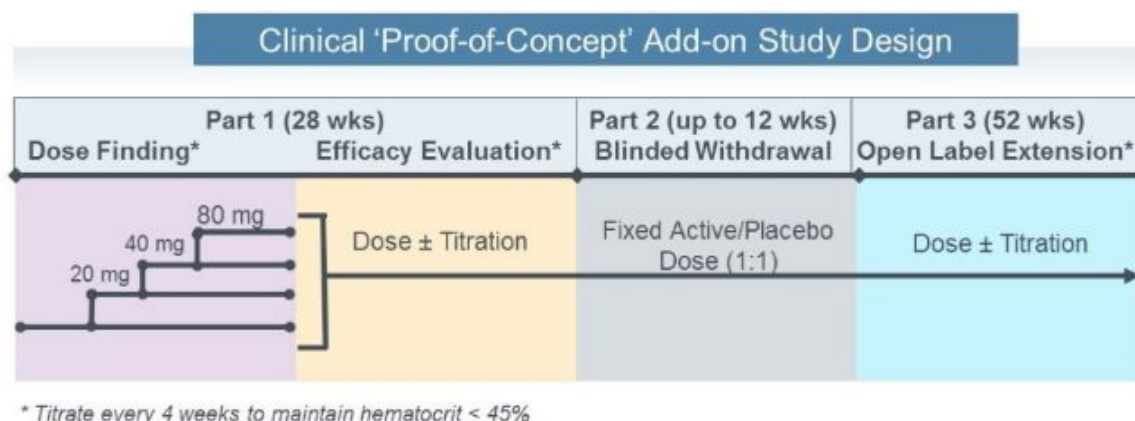 Clinical 'Proof-of-Concept' Add-on Study Design
Part 1 (28 wks)
Dose Finding*
Efficacy Evaluation*
Part 2 (up to 12 wks)
Blinded Withdrawal
Part 3 (52 wks)
Open Label Extension*
80 mg
40 mg
20 mg
Dose ± Titration
Fixed Active/Placebo
Dose (1:1)
Dose ± Titration
* Titrate every 4 weeks to maintain hematocrit < 45%